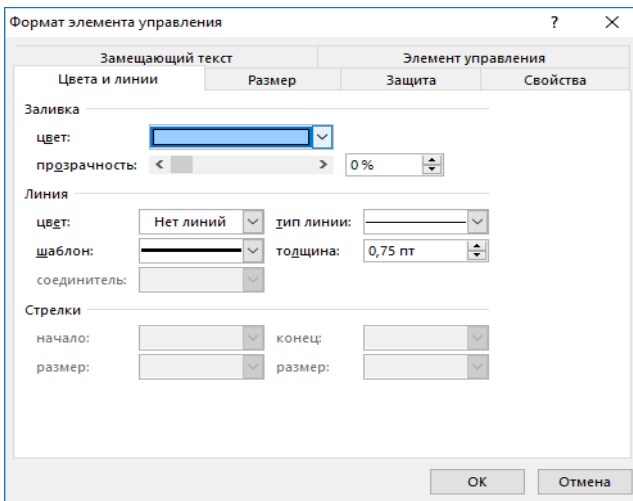 Формат элемента управления ?
Замещающий текст Элемент управления
Цвета и линии Размер Защита Свойства
Заливка
цвет:
прозрачность: 0 %
Линия
цвет: Нет линий тип линии:
шаблон: толщина: 0,75 пт
соединитель:
Стрелки
начало: конец:
размер: размер:
ОК Отмена